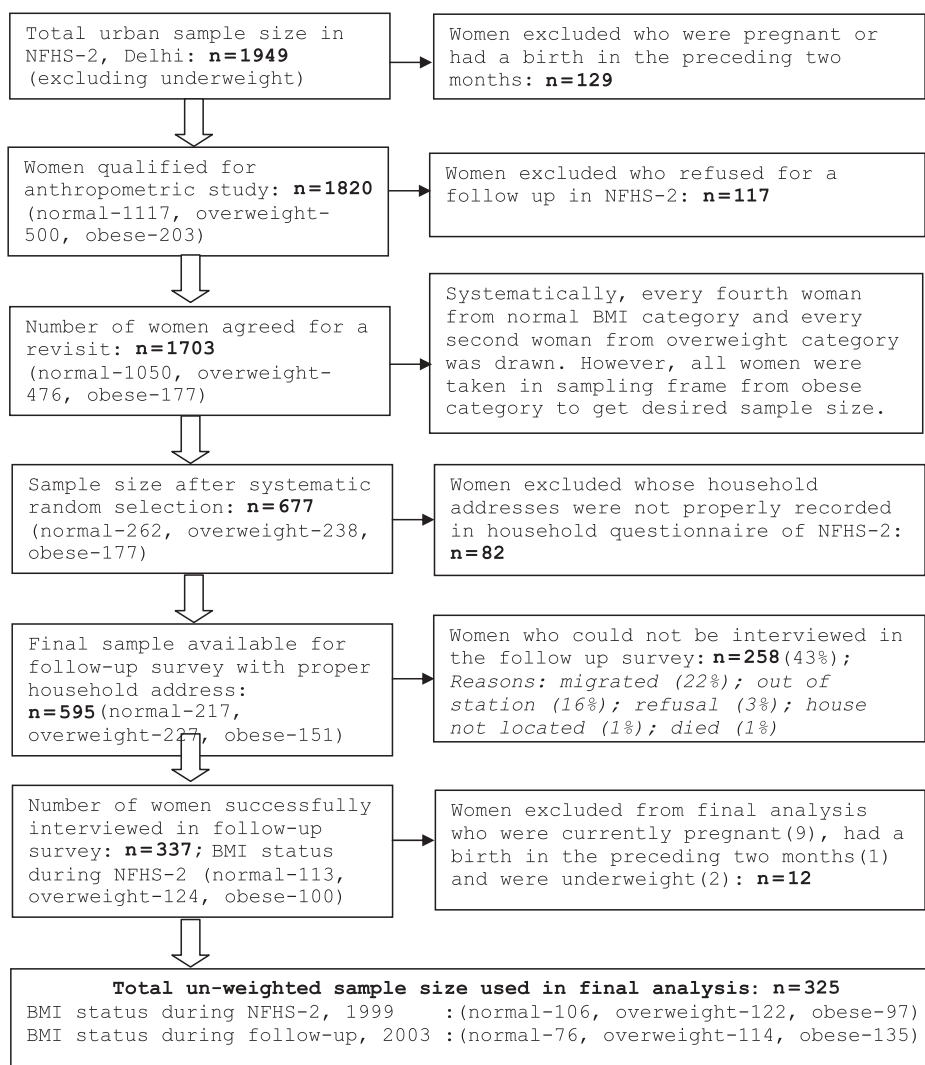 Total urban sample size in
NFHS-2, Delhi: n=1949
(excluding underweight)
Women excluded who were pregnant or
had a birth in the preceding two
months: n=129
Women qualified for
anthropometric study: n=1820
(normal-1117, overweight-
500, obese-203)
Women excluded who refused for a
follow up in NFHS-2: n=117
Number of women agreed for a
revisit: n=1703
(normal-1050, overweight-
476, obese-177)
Systematically, every fourth woman
from normal BMI category and every
second woman from overweight category
was drawn. However, all women were
taken in sampling frame from obese
category to get desired sample size.
Sample size after systematic
random selection: n=677
(normal-262, overweight-238,
obese-177)
Women excluded whose household
addresses were not properly recorded
in household questionnaire of NFHS-2:
n=82
Final sample available for
follow-up survey with proper
household address:
n=595(normal-217,
overweight-227, obese-151)
Women who could not be interviewed in
the follow up survey: n=258(43%);
Reasons: migrated (22%); out of
station (16%); refusal (3%); house
not located (1%); died (1%)
Number of women successfully
interviewed in follow-up
survey: n=337; BMI status
during NFHS-2 (normal-113,
overweight-124, obese-100)
Women excluded from final analysis
who were currently pregnant(9), had a
birth in the preceding two months(1)
and were underweight(2): n=12
Total un-weighted sample size used in final analysis: n=325
BMI status during NFHS-2, 1999 :(normal-106, overweight-122, obese-97)
BMI status during follow-up, 2003 :(normal-76, overweight-114, obese-135)